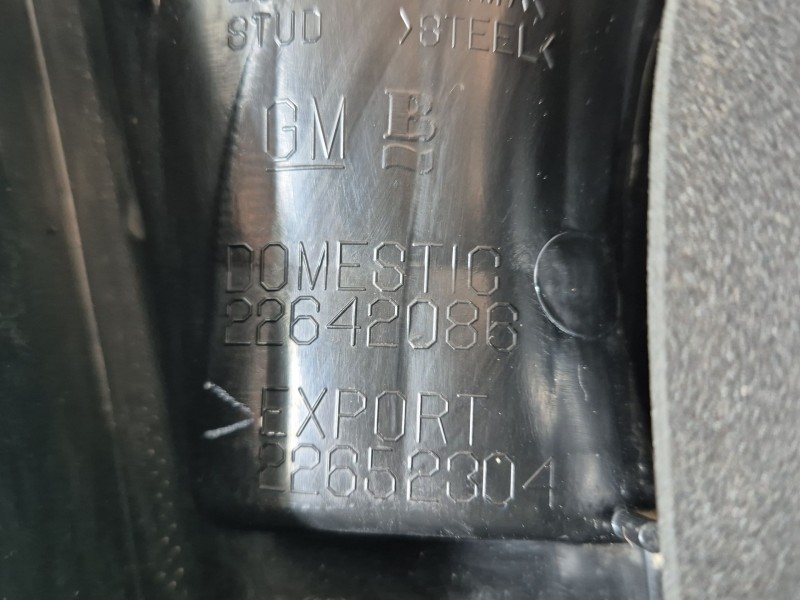 STUD >STEEL<
GM B
DOMESTIC
22642086
>EXPORT
22652304